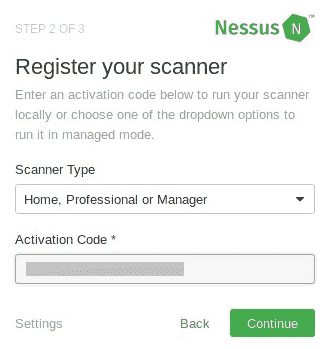 STEP 2 OF 3
Nessus N ™
Register your scanner
Enter an activation code below to run your scanner
locally or choose one of the dropdown options to
run it in managed mode.
Scanner Type
Home, Professional or Manager
Activation Code *
Settings
Back
Continue